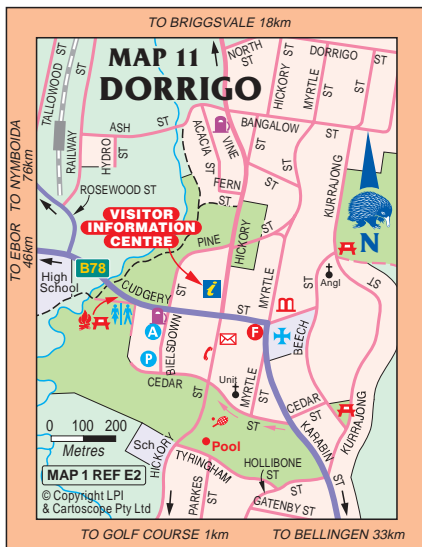 TO BRIGGSVALE 18km
MAP 11
DORRIGO
TALLOWOOD ST
NORTH ST
HICKORY ST
MYRTLE ST
DORRIGO ST
RAILWAY
HYDRO ST
ASH ST
ACACIA ST
VINE
BANGALOW ST
FERN ST
KURRAJONG ST
TO NYMBOIDA 76km
TO EBOR 46km
ROSEWOOD ST
VISITOR
INFORMATION
CENTRE
PINE ST
HICKORY
N
B78
High
School
CUDGERY ST
i
MYRTLE ST
m
Angl
A
P
F
BIELSDOWN ST
BEECH ST
CEDAR ST
Unit
MYRTLE ST
CEDAR ST
KARABIN ST
KURRAJONG
0 100 200
Metres
Sch
HICKORY
Pool
TYRINGHAM ST
HOLLIBONE ST
PARKES ST
GATENBY ST
MAP 1 REF E2
© Copyright LPI
& Cartoscope Pty Ltd
TO GOLF COURSE 1km
TO BELLINGEN 33km